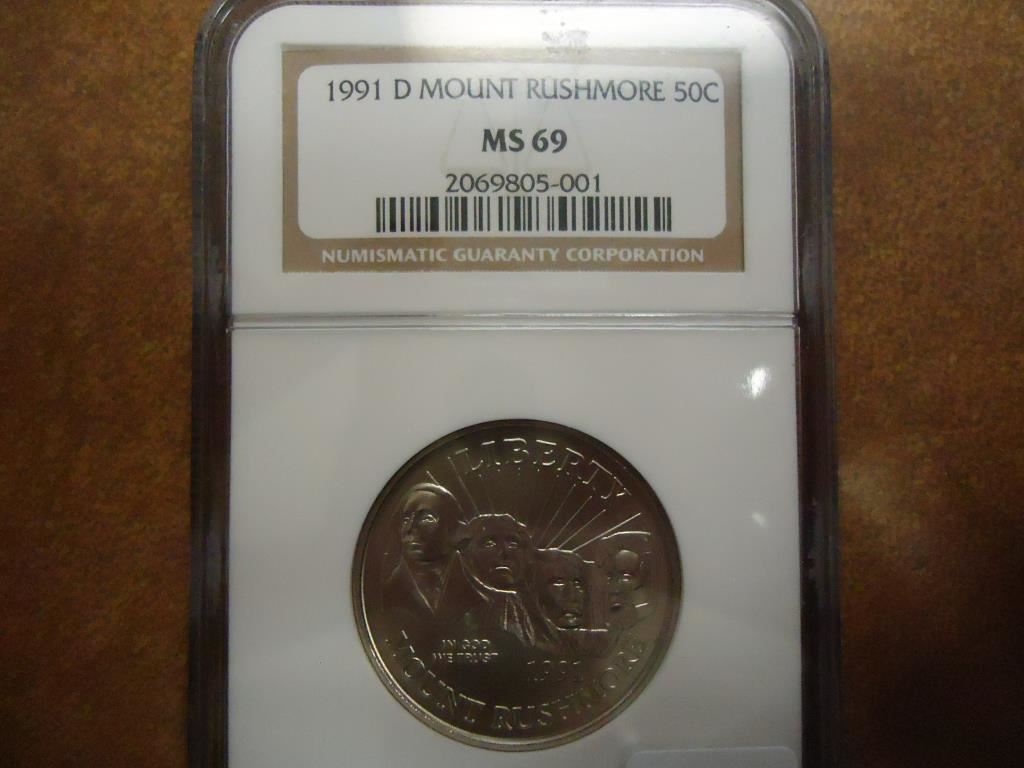 1991 D MOUNT RUSHMORE 50C
MS 69
2069805-001
NUMISMATIC GUARANTY CORPORATION
LIBERTY
IN GOD
WE TRUST
1991
MOUNT RUSHMORE